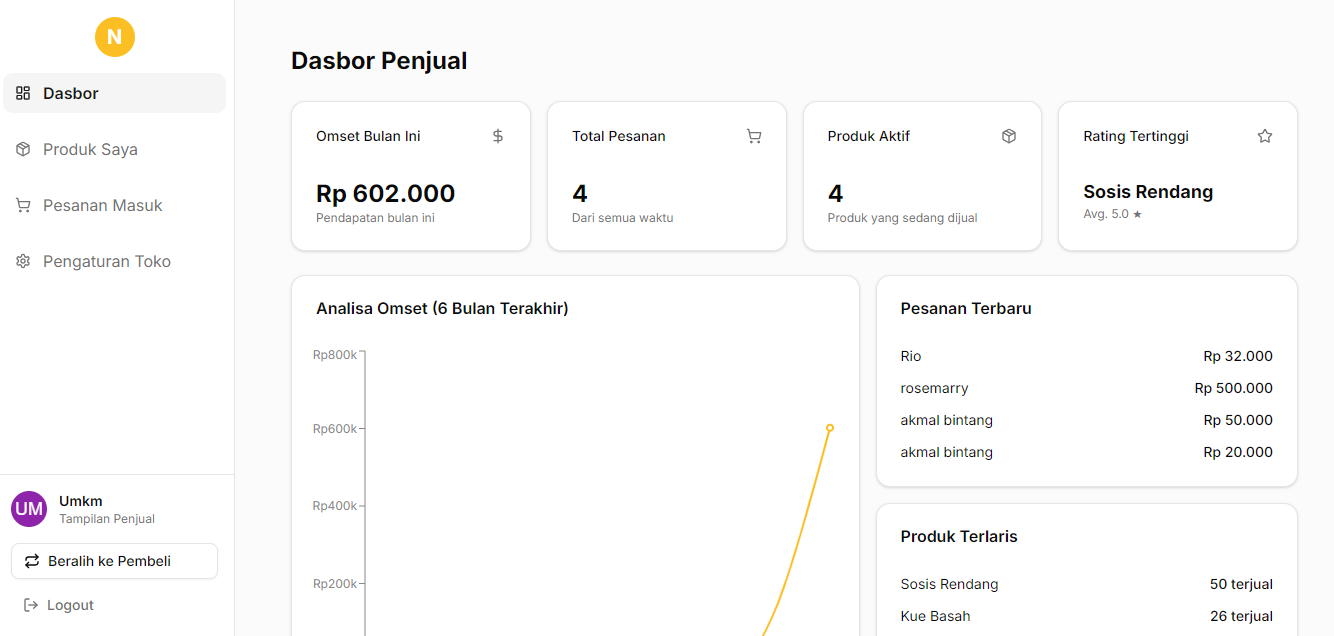 N
Dasbor
Produk Saya
Pesanan Masuk
Pengaturan Toko
UM
Umkm
Tampilan Penjual
Beralih ke Pembeli
Logout
Dasbor Penjual
Omset Bulan Ini
$
Rp 602.000
Pendapatan bulan ini
Total Pesanan
4
Dari semua waktu
Produk Aktif
4
Produk yang sedang dijual
Rating Tertinggi
Sosis Rendang
Avg. 5.0 ★
Analisa Omset (6 Bulan Terakhir)
Rp800k
Rp600k
Rp400k
Rp200k
Pesanan Terbaru
Rio Rp 32.000
rosemarry Rp 500.000
akmal bintang Rp 50.000
akmal bintang Rp 20.000
Produk Terlaris
Sosis Rendang 50 terjual
Kue Basah 26 terjual